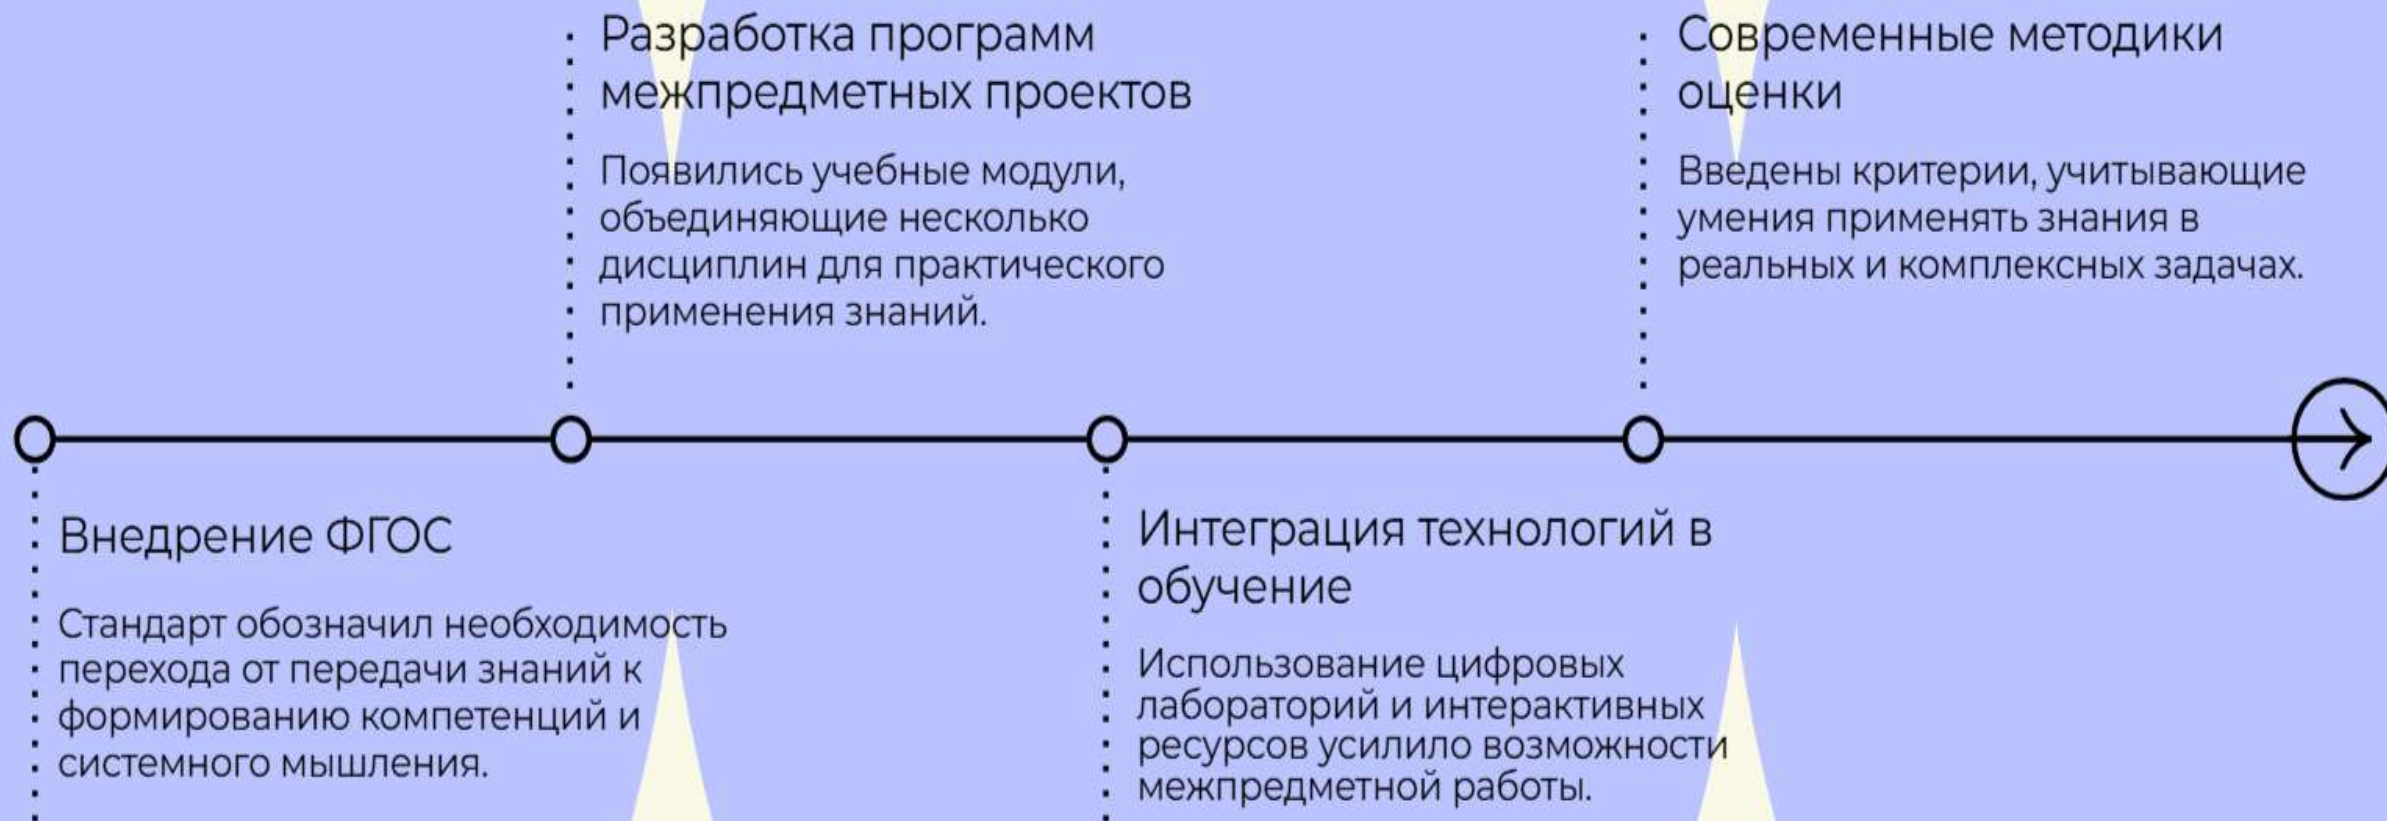 Разработка программ
межпредметных проектов
Появились учебные модули,
объединяющие несколько
дисциплин для практического
применения знаний.
Современные методики
оценки
Введены критерии, учитывающие
умения применять знания в
реальных и комплексных задачах.
Внедрение ФГОС
Стандарт обозначил необходимость
перехода от передачи знаний к
формированию компетенций и
системного мышления.
Интеграция технологий в
обучение
Использование цифровых
лабораторий и интерактивных
ресурсов усилило возможности
межпредметной работы.